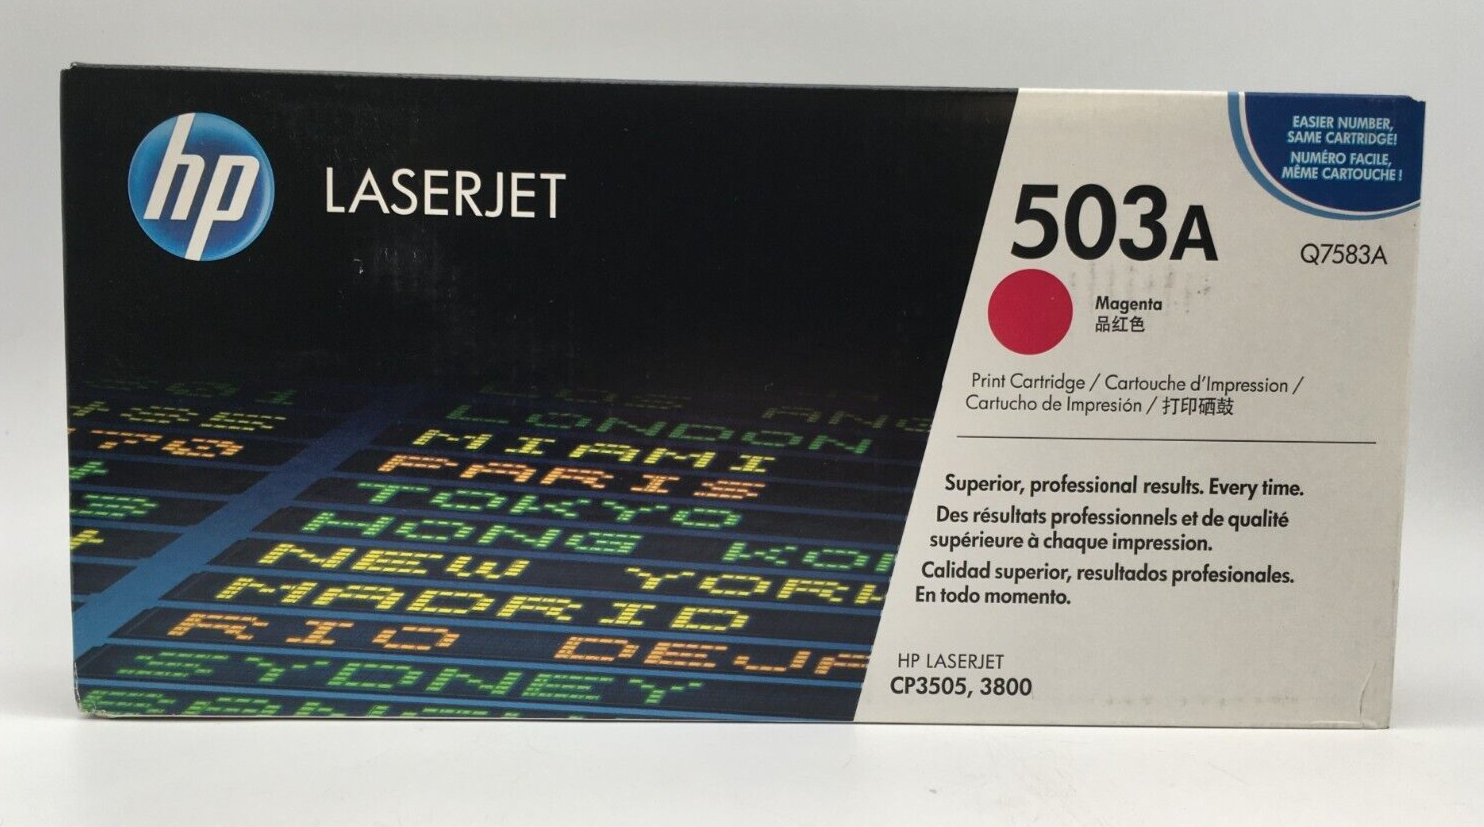 hp
LASERJET
EASIER NUMBER,
SAME CARTRIDGE!
NUMÉRO FACILE,
MÊME CARTOUCHE !
503A
Q7583A
Magenta
品红色
Print Cartridge / Cartouche d'Impression /
Cartucho de Impresión / 打印硒鼓
Superior, professional results. Every time.
Des résultats professionnels et de qualité
supérieure à chaque impression.
Calidad superior, resultados profesionales.
En todo momento.
HP LASERJET
CP3505, 3800
LONDON
MIAMI
PARIS
TOKYO
HONG KO
NEW YORK
MADRID
RIO DEJA
SYDNEY